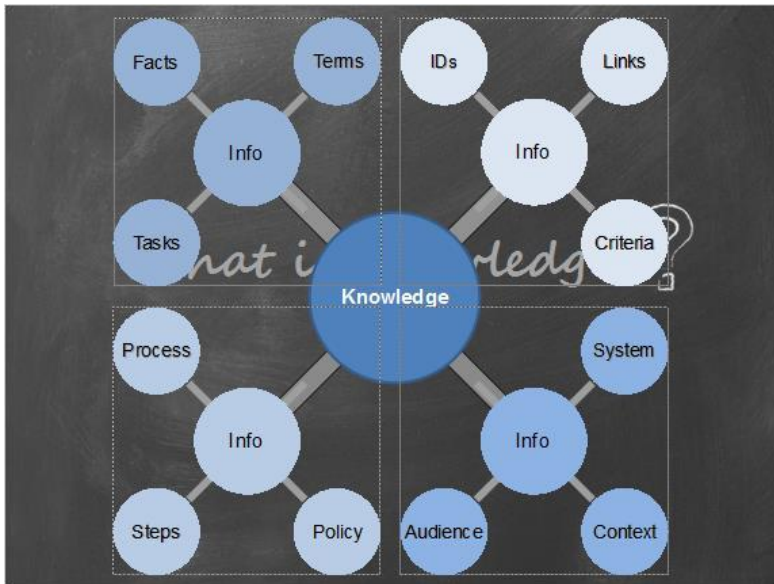 Facts
Terms
Info
Tasks
IDs
Links
Info
Criteria
Knowledge
Process
Info
Steps
Policy
System
Info
Audience
Context
?